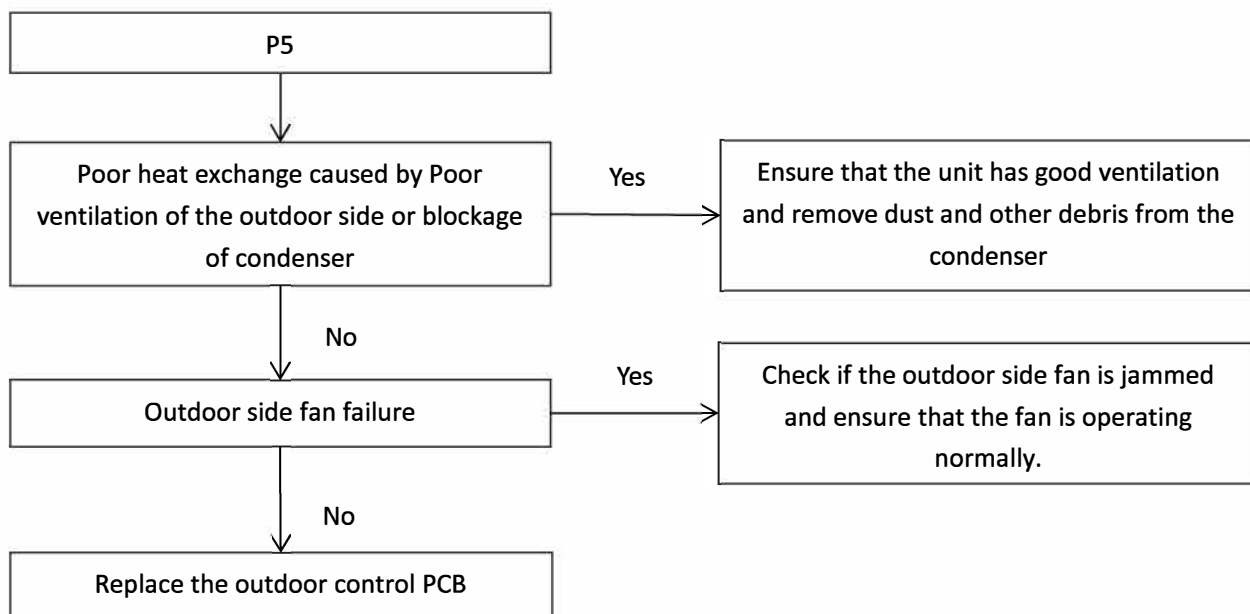 P5
Poor heat exchange caused by Poor
ventilation of the outdoor side or blockage
of condenser
Yes
Ensure that the unit has good ventilation
and remove dust and other debris from the
condenser
No
Outdoor side fan failure
Yes
Check if the outdoor side fan is jammed
and ensure that the fan is operating
normally.
No
Replace the outdoor control PCB